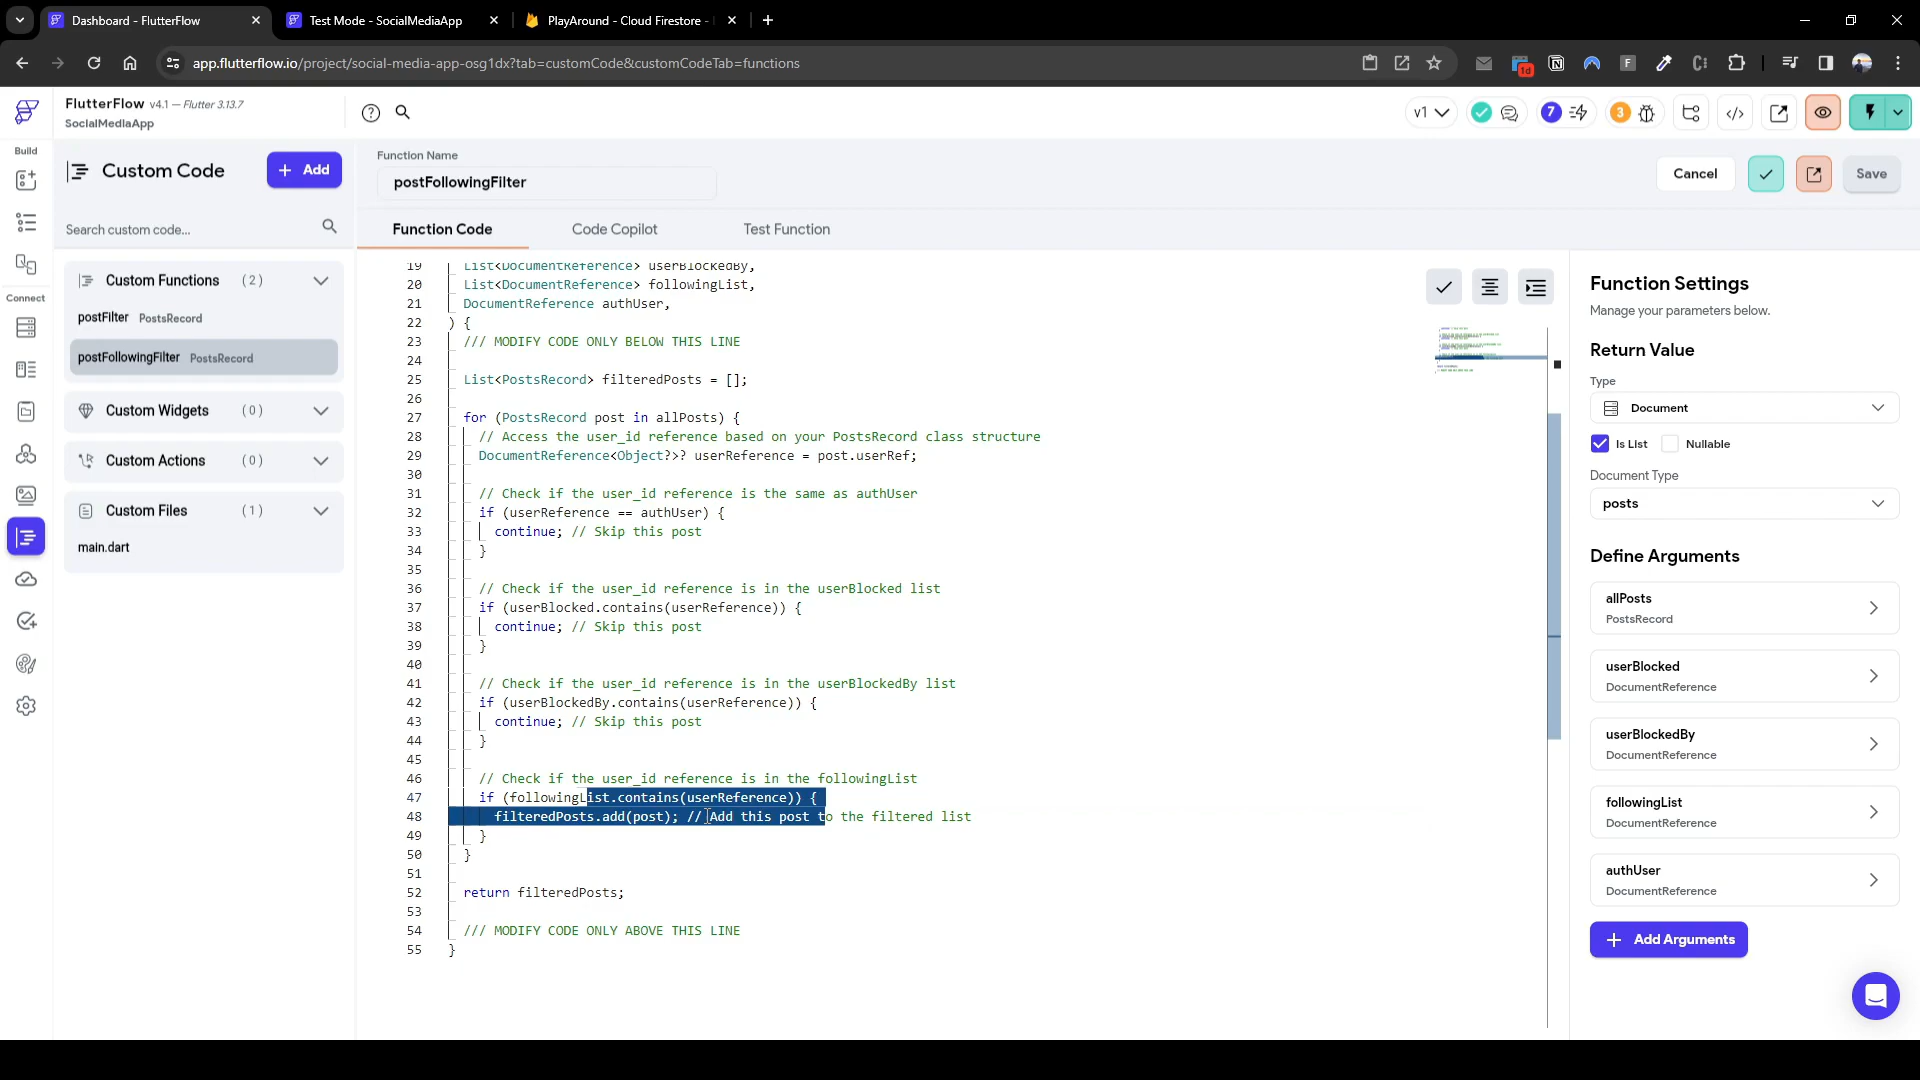 Dashboard - FlutterFlow
Test Mode - SocialMediaApp
PlayAround - Cloud Firestore -
app.flutterflow.io/project/social-media-app-osg1dx?tab=customCode&customCodeTab=functions
1d
FlutterFlow v4.1 — Flutter 3.13.7
SocialMediaApp
v1
7
3
Build
Connect
Custom Code
+ Add
Search custom code...
Custom Functions (2)
postFilter PostsRecord
postFollowingFilter PostsRecord
Custom Widgets (0)
Custom Actions (0)
Custom Files (1)
main.dart
Function Name
postFollowingFilter
Cancel
Save
Function Code
Code Copilot
Test Function
19 List<DocumentReference> userBlockedBy,
20 List<DocumentReference> followingList,
21 DocumentReference authUser,
22 ) {
23 /// MODIFY CODE ONLY BELOW THIS LINE
24
25 List<PostsRecord> filteredPosts = [];
26
27 for (PostsRecord post in allPosts) {
28 // Access the user_id reference based on your PostsRecord class structure
29 DocumentReference<Object?>? userReference = post.userRef;
30
31 // Check if the user_id reference is the same as authUser
32 if (userReference == authUser) {
33 continue; // Skip this post
34 }
35
36 // Check if the user_id reference is in the userBlocked list
37 if (userBlocked.contains(userReference)) {
38 continue; // Skip this post
39 }
40
41 // Check if the user_id reference is in the userBlockedBy list
42 if (userBlockedBy.contains(userReference)) {
43 continue; // Skip this post
44 }
45
46 // Check if the user_id reference is in the followingList
47 if (followingList.contains(userReference)) {
48 filteredPosts.add(post); // Add this post to the filtered list
49 }
50 }
51
52 return filteredPosts;
53
54 /// MODIFY CODE ONLY ABOVE THIS LINE
55 }
Function Settings
Manage your parameters below.
Return Value
Type
Document
Is List
Nullable
Document Type
posts
Define Arguments
allPosts
PostsRecord
userBlocked
DocumentReference
userBlockedBy
DocumentReference
followingList
DocumentReference
authUser
DocumentReference
+ Add Arguments